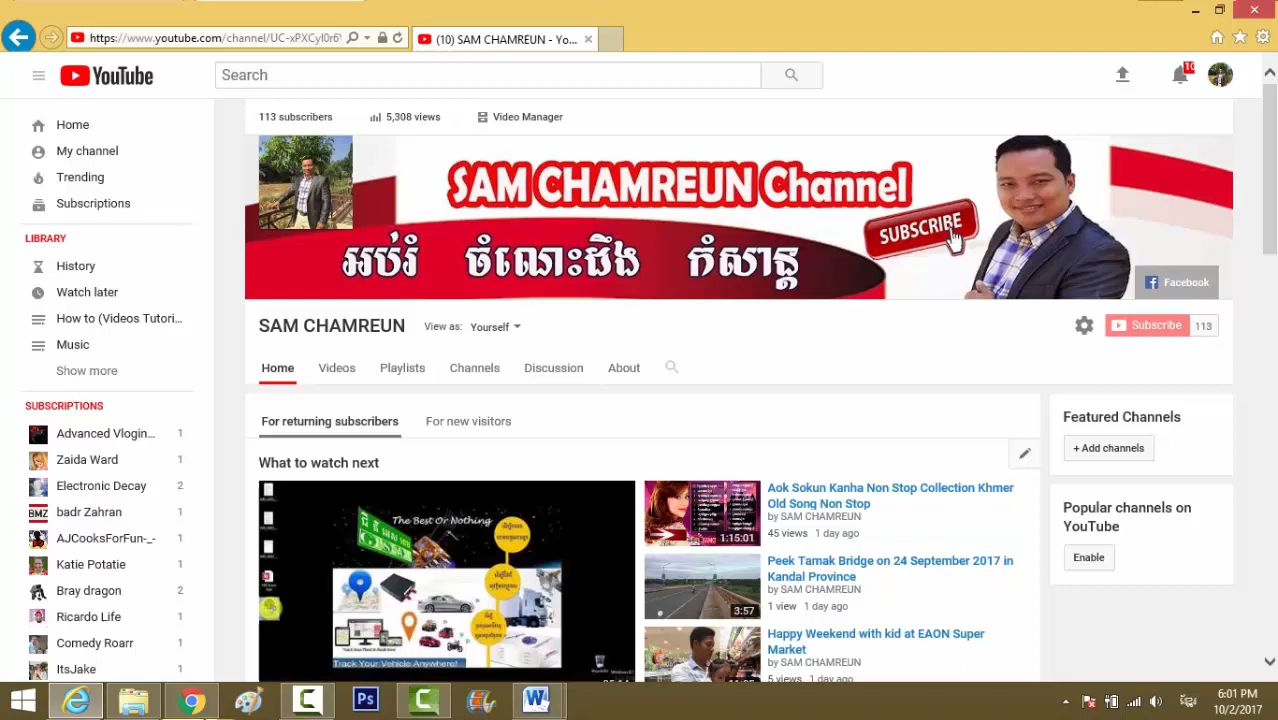 https://www.youtube.com/channel/UC-xPXCyI0r6
(10) SAM CHAMREUN - Yo...
YouTube
Search
10
Home
My channel
Trending
Subscriptions
LIBRARY
History
Watch later
How to (Videos Tutori...
Music
Show more
SUBSCRIPTIONS
Advanced Vlogin... 1
Zaida Ward 1
Electronic Decay 2
BMZ badr Zahran 1
AJCooksForFun-_- 1
Katie Potatie 1
Bray dragon 2
Ricardo Life 1
Comedy Roarr 1
ItsJake 1
113 subscribers 5,308 views Video Manager
SAM CHAMREUN Channel
SUBSCRIBE
អប់រំ ចំណេះដឹង កំសាន្ត
Facebook
SAM CHAMREUN View as: Yourself
Subscribe 113
Home Videos Playlists Channels Discussion About
For returning subscribers For new visitors
What to watch next
The Best Or Nothing
Track Your Vehicle Anywhere!
1:15:01
Aok Sokun Kanha Non Stop Collection Khmer
Old Song Non Stop
by SAM CHAMREUN
45 views 1 day ago
3:57
Peek Tamak Bridge on 24 September 2017 in
Kandal Province
by SAM CHAMREUN
1 view 1 day ago
Happy Weekend with kid at EAON Super
Market
by SAM CHAMREUN
5 views 1 day ago
Featured Channels
+ Add channels
Popular channels on
YouTube
Enable
Ps
6:01 PM
10/2/2017